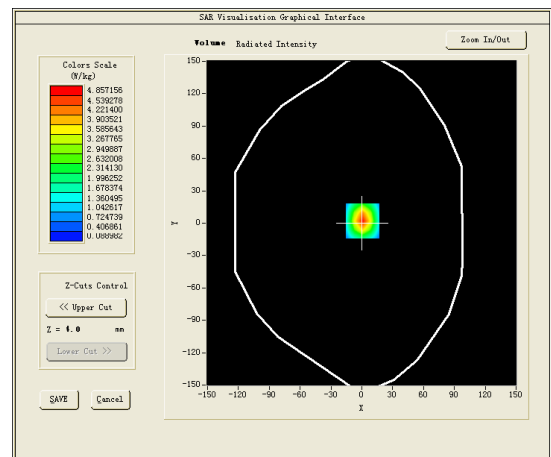 SAR Visualisation Graphical Interface
Volume Radiated Intensity
Zoom In/Out
Colors Scale
(W/kg)
4.857156
4.539278
4.221400
3.903521
3.585643
3.267765
2.949887
2.632008
2.314130
1.996252
1.678374
1.360495
1.042617
0.724739
0.406861
0.088982
Z-Cuts Control
<< Upper Cut
Z = 4.0 mm
Lower Cut >>
SAVE Cancel
150
120
90
60
30
0
-30
-60
-90
-120
-150
Y
-150 -120 -90 -60 -30 0 30 60 90 120 150
X